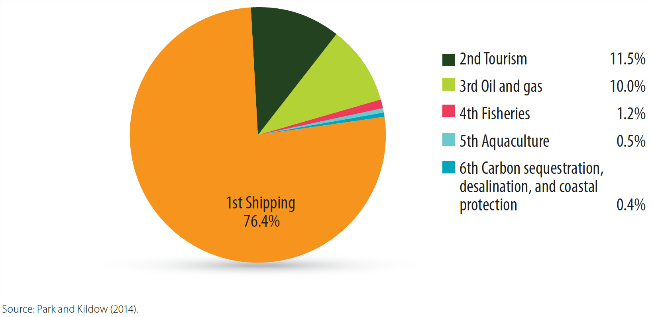 1st Shipping
76.4%
2nd Tourism 11.5%
3rd Oil and gas 10.0%
4th Fisheries 1.2%
5th Aquaculture 0.5%
6th Carbon sequestration,
desalination, and coastal
protection 0.4%
Source: Park and Kildow (2014).